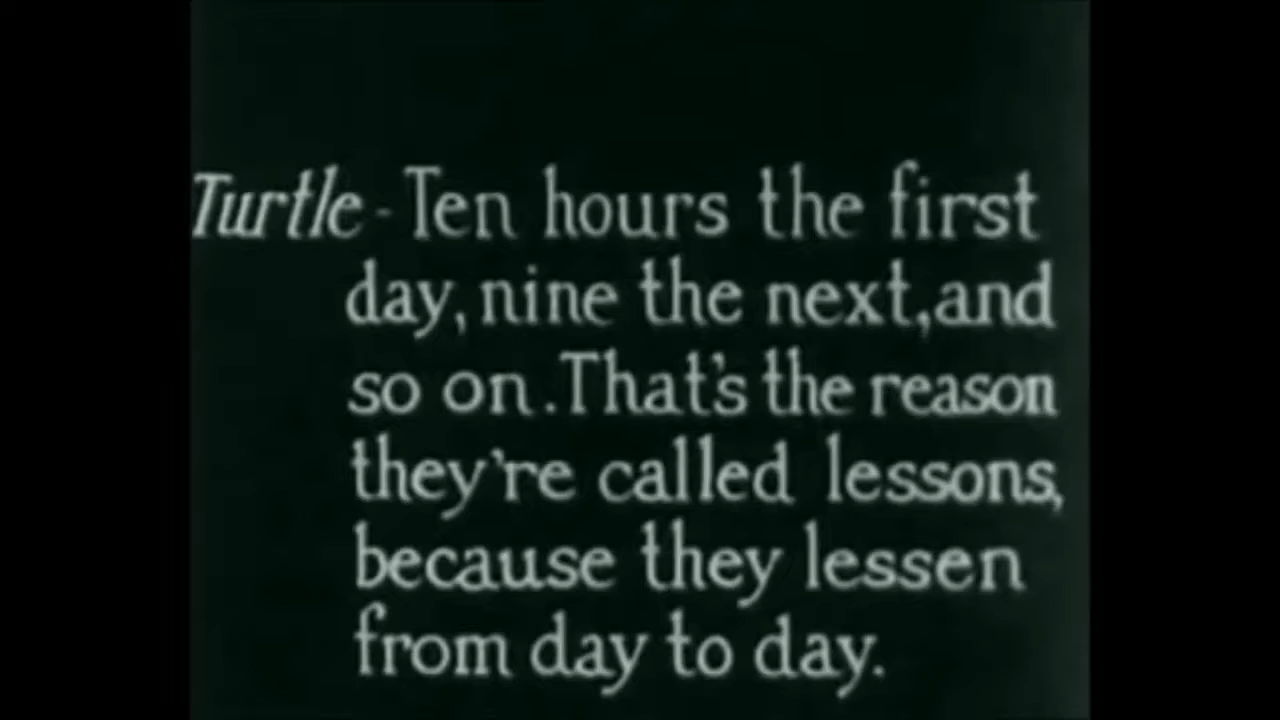 Turtle - Ten hours the first
day, nine the next, and
so on. That's the reason
they're called lessons,
because they lessen
from day to day.